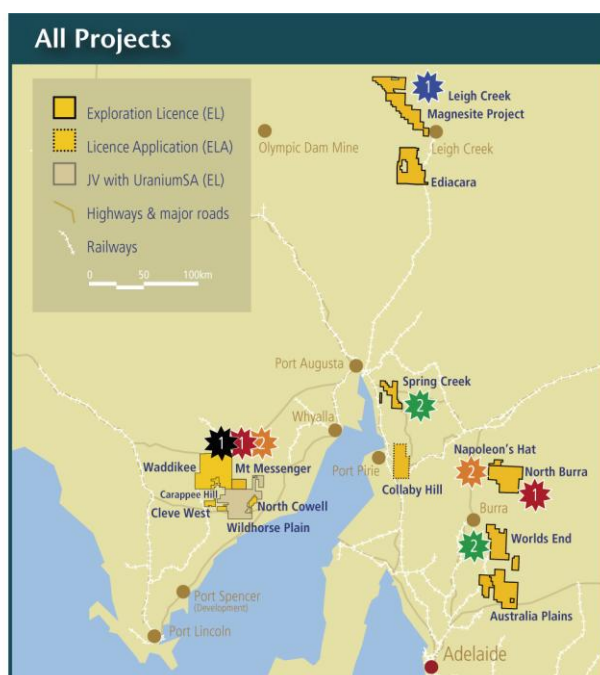 All Projects
Exploration Licence (EL)
Licence Application (ELA)
JV with UraniumSA (EL)
Highways & major roads
Railways
0 50 100km
1
Leigh Creek
Magnesite Project
Olympic Dam Mine
Leigh Creek
Ediacara
Port Augusta
Spring Creek
2
Whyalla
1 1 2
Waddikee
Mt Messenger
Port Pirie
Napoleon's Hat
2
North Burra
1
Carappee Hill
Collaby Hill
Cleve West
North Cowell
Wildhorse Plain
Burra
2
Worlds End
Port Spencer
(Development)
Australia Plains
Port Lincoln
Adelaide